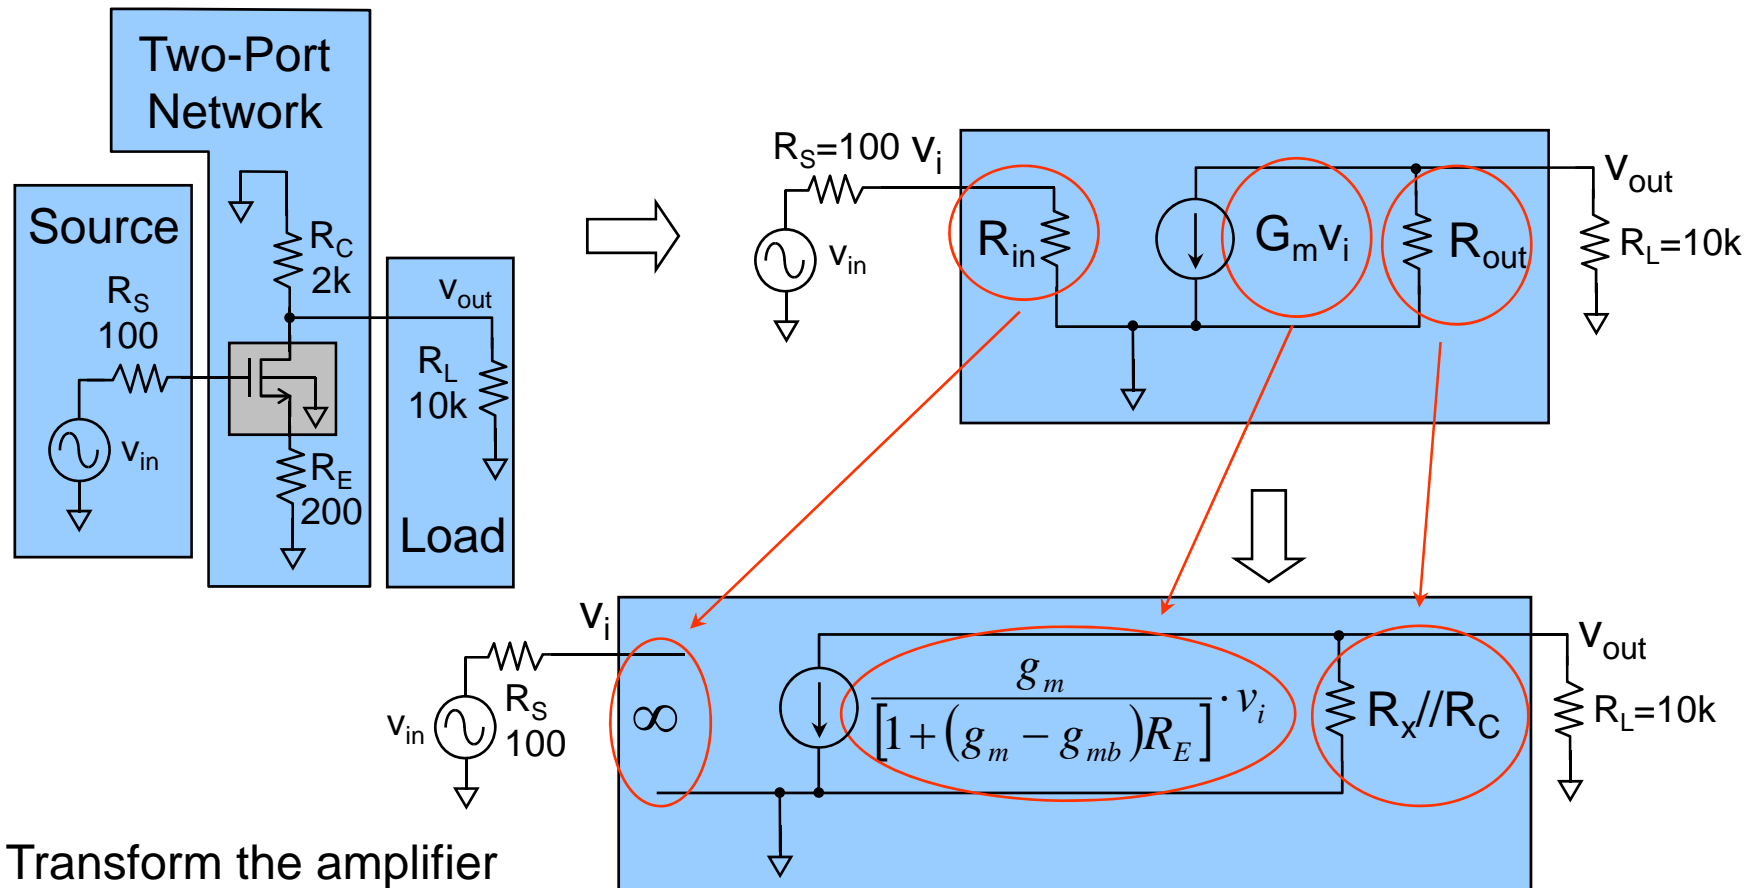 Two-Port
Network
Source
R_C
2k
R_S
100
v_out
R_L
10k
v_in
R_E
200
Load
R_S=100 v_i
v_in
R_in
G_m v_i
R_out
v_out
R_L=10k
v_i
R_S
100
v_in
∞
g_m / [1 + (g_m − g_mb)R_E] · v_i
R_x//R_C
v_out
R_L=10k
Transform the amplifier